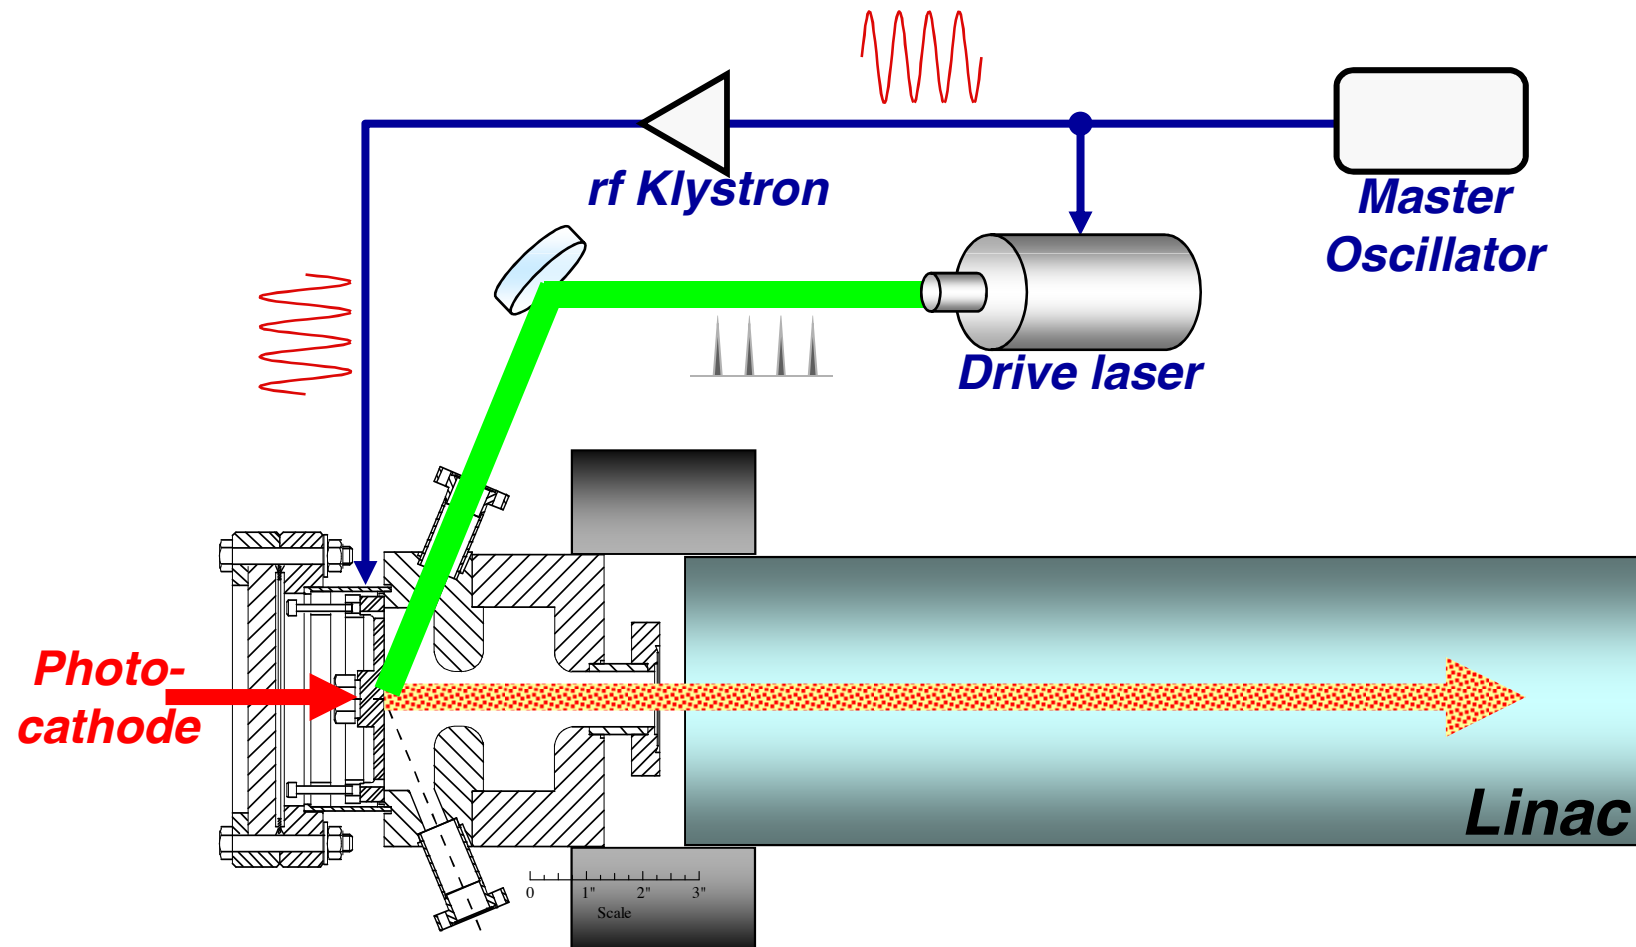 rf Klystron
Master
Oscillator
Drive laser
Photo-
cathode
Linac
0 1" 2" 3"
Scale